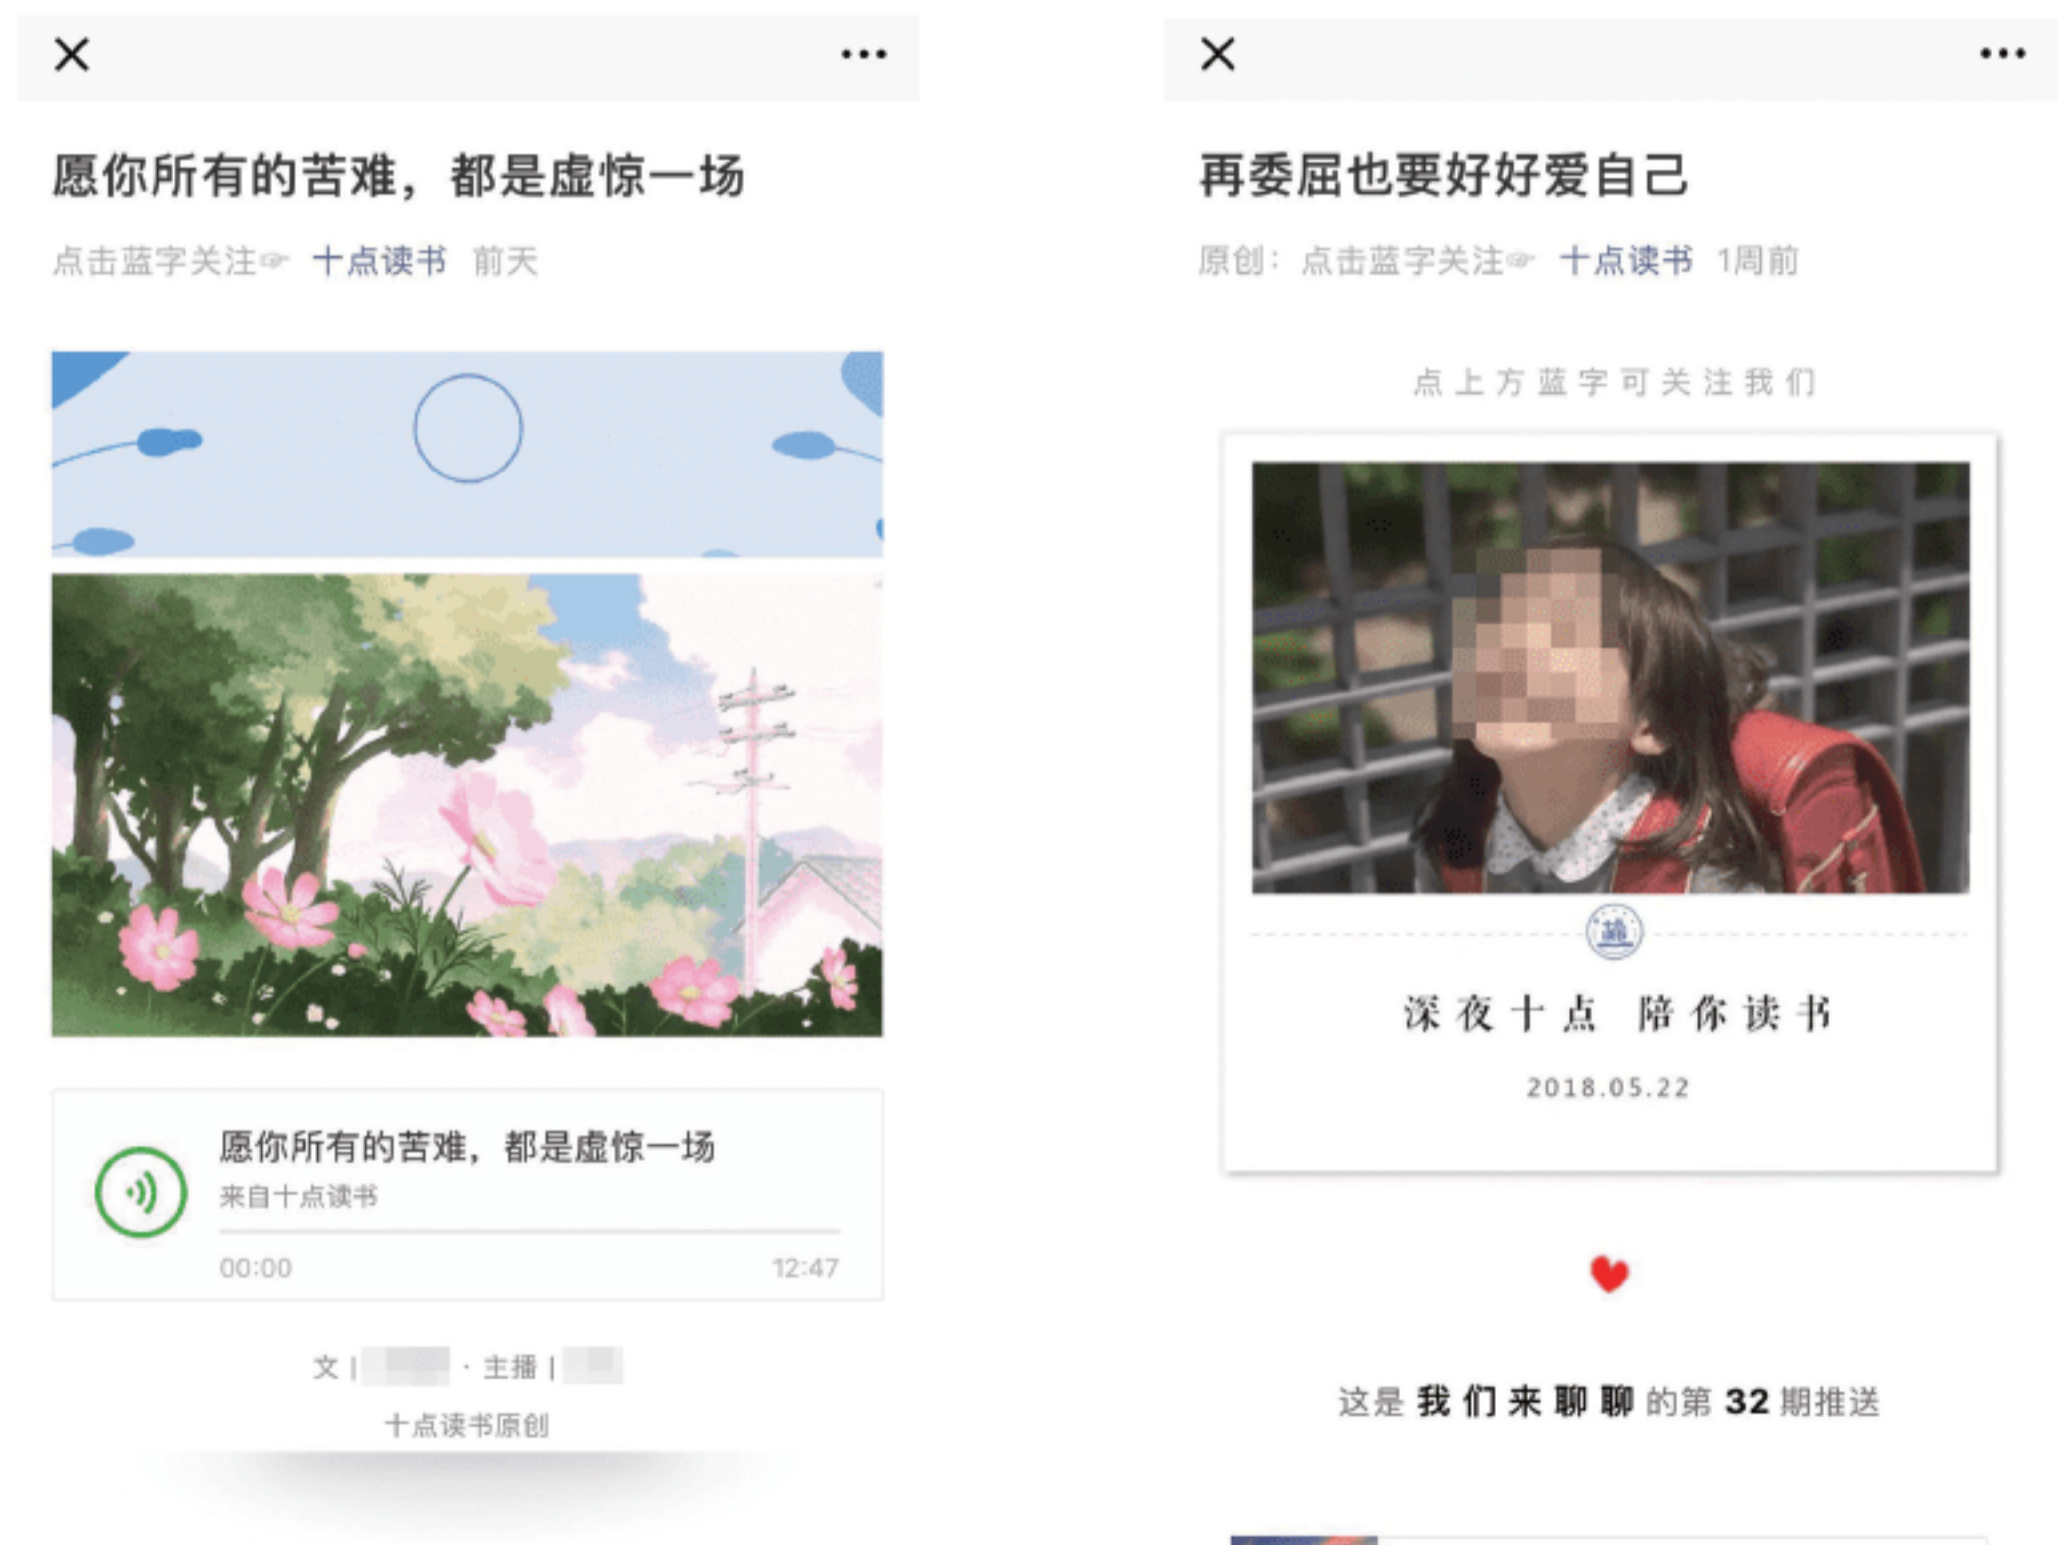 愿你所有的苦难，都是虚惊一场
点击蓝字关注☞ 十点读书 前天
愿你所有的苦难，都是虚惊一场
来自十点读书
00:00 12:47
文 | · 主播 |
十点读书原创
再委屈也要好好爱自己
原创：点击蓝字关注☞ 十点读书 1周前
点上方蓝字可关注我们
深夜十点 陪你读书
2018.05.22
这是 我们来聊聊 的第 32 期推送